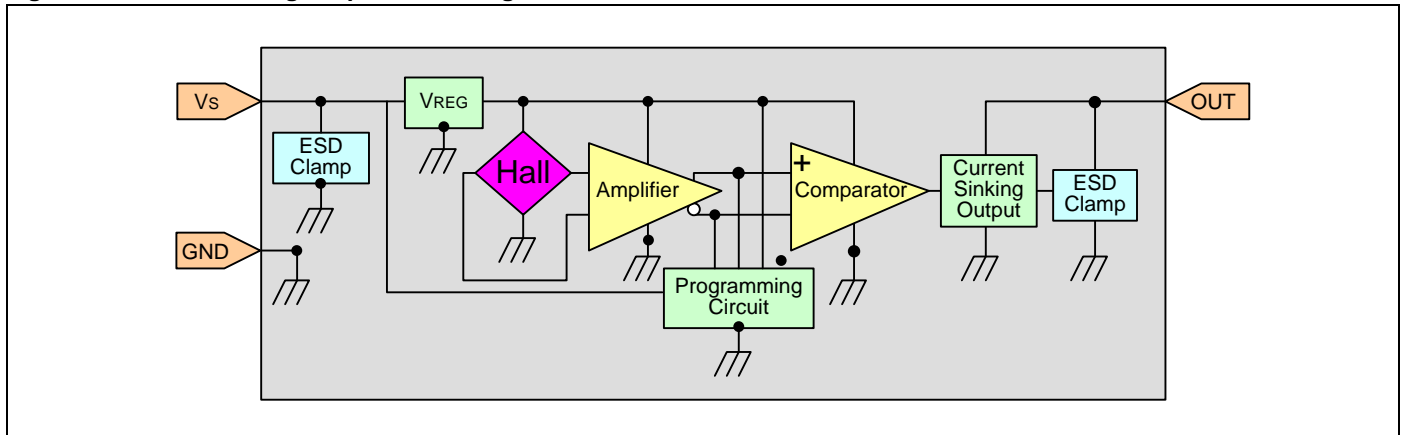 Vs
VREG
ESD
Clamp
Hall
Amplifier
+
Comparator
Current
Sinking
Output
ESD
Clamp
OUT
GND
Programming
Circuit